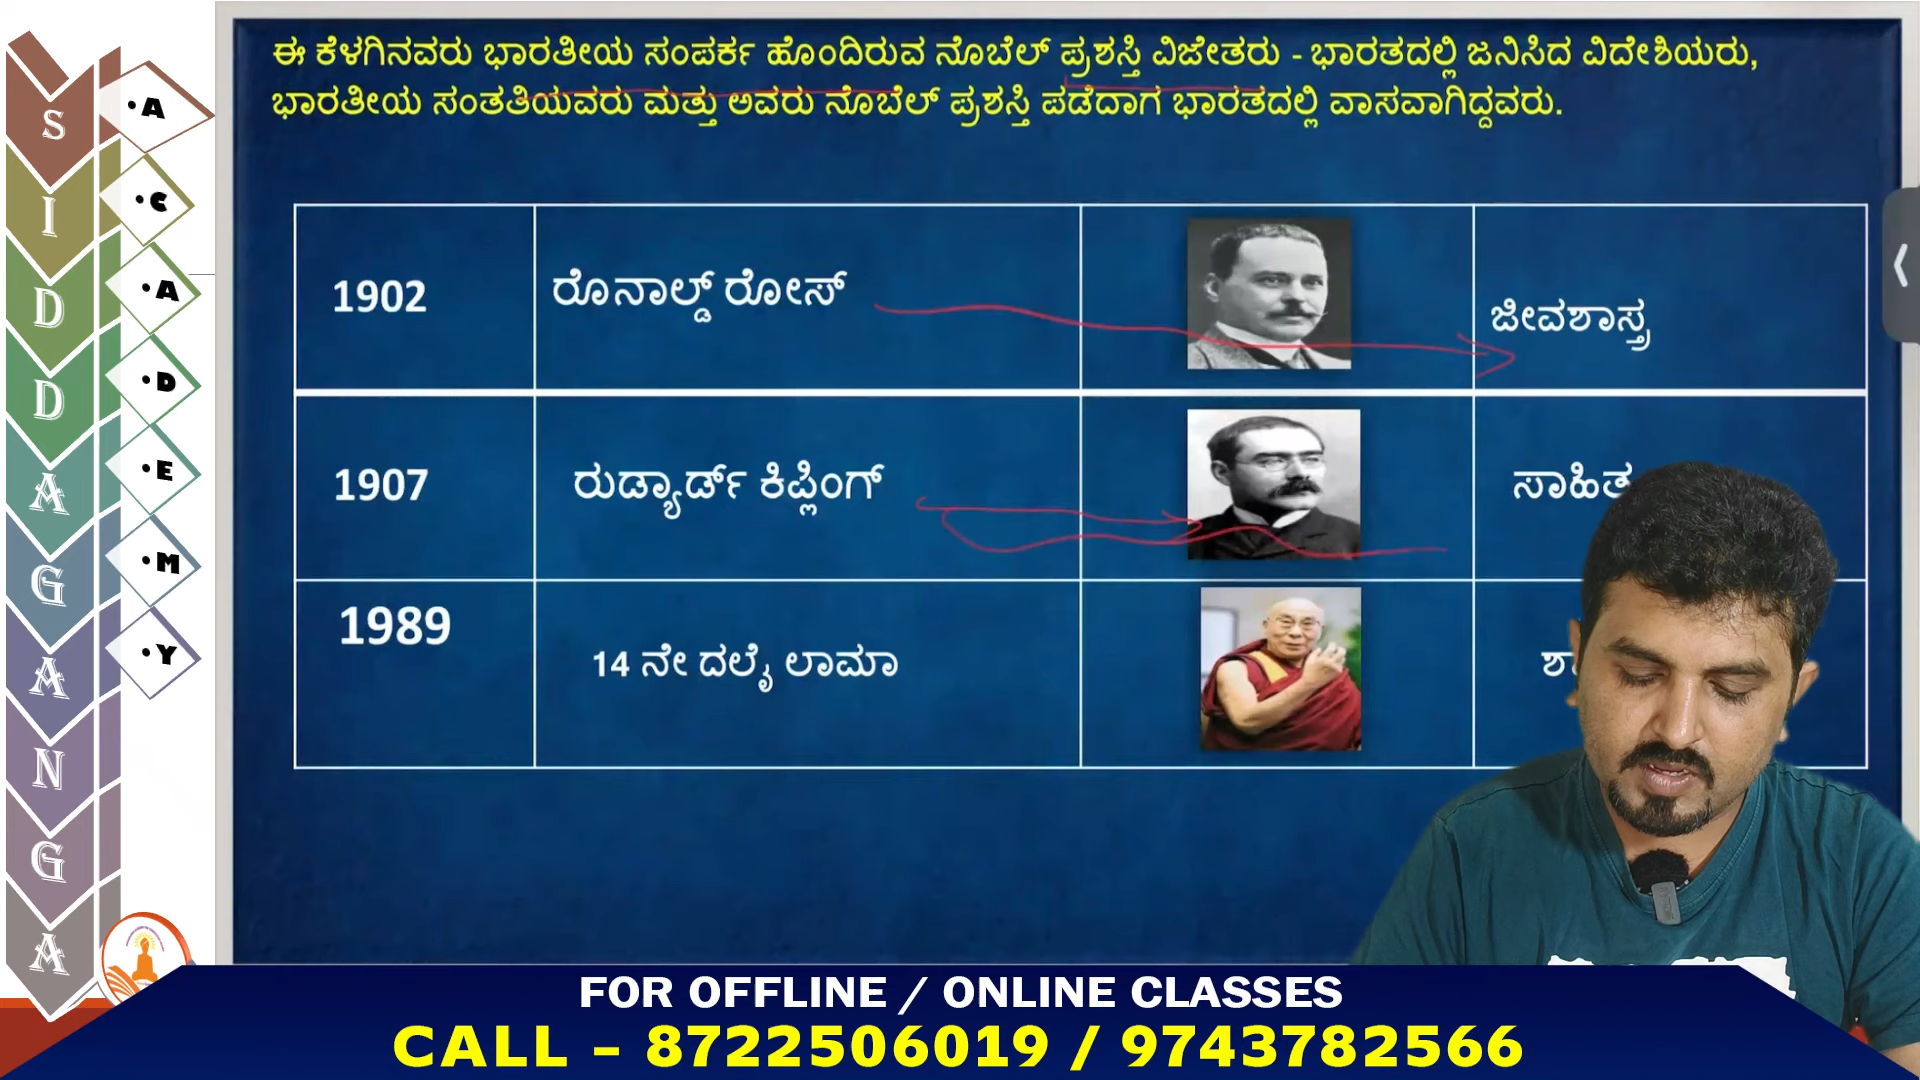 ಈ ಕೆಳಗಿನವರು ಭಾರತೀಯ ಸಂಪರ್ಕ ಹೊಂದಿರುವ ನೊಬೆಲ್ ಪ್ರಶಸ್ತಿ ವಿಜೇತರು - ಭಾರತದಲ್ಲಿ ಜನಿಸಿದ ವಿದೇಶಿಯರು,
ಭಾರತೀಯ ಸಂತತಿಯವರು ಮತ್ತು ಅವರು ನೊಬೆಲ್ ಪ್ರಶಸ್ತಿ ಪಡೆದಾಗ ಭಾರತದಲ್ಲಿ ವಾಸವಾಗಿದ್ದವರು.
1902 ರೊನಾಲ್ಡ್ ರೋಸ್ ಜೀವಶಾಸ್ತ್ರ
1907 ರುಡ್ಯಾರ್ಡ್ ಕಿಪ್ಲಿಂಗ್
1989 14 ನೇ ದಲೈ ಲಾಮಾ
SIDDAGANGA
•A
•C
•A
•D
•E
•M
•Y
FOR OFFLINE / ONLINE CLASSES
CALL – 8722506019 / 9743782566